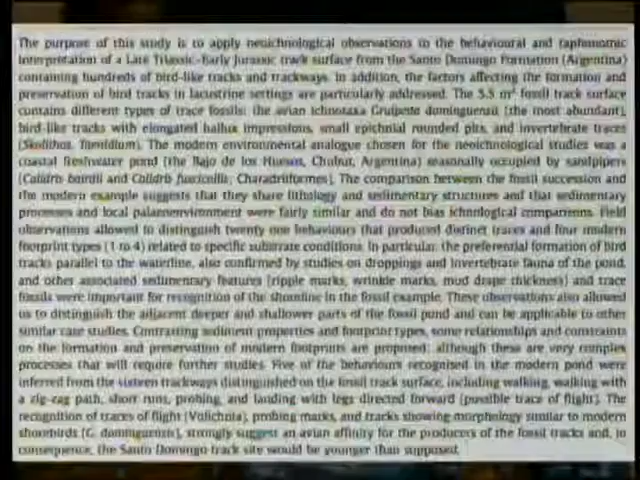 The purpose of this study is to apply neoichnological observations to the behavioural and taphonomic
interpretation of a Late Triassic-Early Jurassic track surface from the Santo Domingo Formation (Argentina)
containing hundreds of bird-like tracks and trackways. In addition, the factors affecting the formation and
preservation of bird tracks in lacustrine settings are particularly addressed. The 5.5 m² fossil track surface
contains different types of trace fossils: the avian ichnotaxa Gruipeda dominguensis (the most abundant),
bird-like tracks with elongated hallux impressions, small epichnial rounded pits, and invertebrate traces
(Skolithos, Taenidium). The modern environmental analogue chosen for the neoichnological studies was a
coastal freshwater pond (the Bajo de los Huesos, Chubut, Argentina) seasonally occupied by sandpipers
(Calidris bairdii and Calidris fuscicollis, Charadriiformes). The comparison between the fossil succession and
the modern example suggests that they share lithology and sedimentary structures and that sedimentary
processes and local palaeoenvironment were fairly similar and do not bias ichnological comparisons. Field
observations allowed to distinguish twenty one behaviours that produced distinct traces and four modern
footprint types (1 to 4) related to specific substrate conditions. In particular, the preferential formation of bird
tracks parallel to the waterline, also confirmed by studies on droppings and invertebrate fauna of the pond,
and other associated sedimentary features (ripple marks, wrinkle marks, mud drape thickness) and trace
fossils were important for recognition of the shoreline in the fossil example. These observations also allowed
us to distinguish the adjacent deeper and shallower parts of the fossil pond and can be applicable to other
similar case studies. Contrasting sediment properties and footprint types, some relationships and constraints
on the formation and preservation of modern footprints are proposed, although these are very complex
processes that will require further studies. Five of the behaviours recognised in the modern pond were
inferred from the sixteen trackways distinguished on the fossil track surface, including walking, walking with
a zig-zag path, short runs, probing, and landing with legs directed forward (possible trace of flight). The
recognition of traces of flight (Volichnia), probing marks, and tracks showing morphology similar to modern
shorebirds (G. dominguensis), strongly suggest an avian affinity for the producers of the fossil tracks and, in
consequence, the Santo Domingo track site would be younger than supposed.